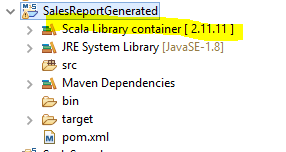 SalesReportGenerated
Scala Library container [ 2.11.11 ]
JRE System Library [JavaSE-1.8]
src
Maven Dependencies
bin
target
pom.xml